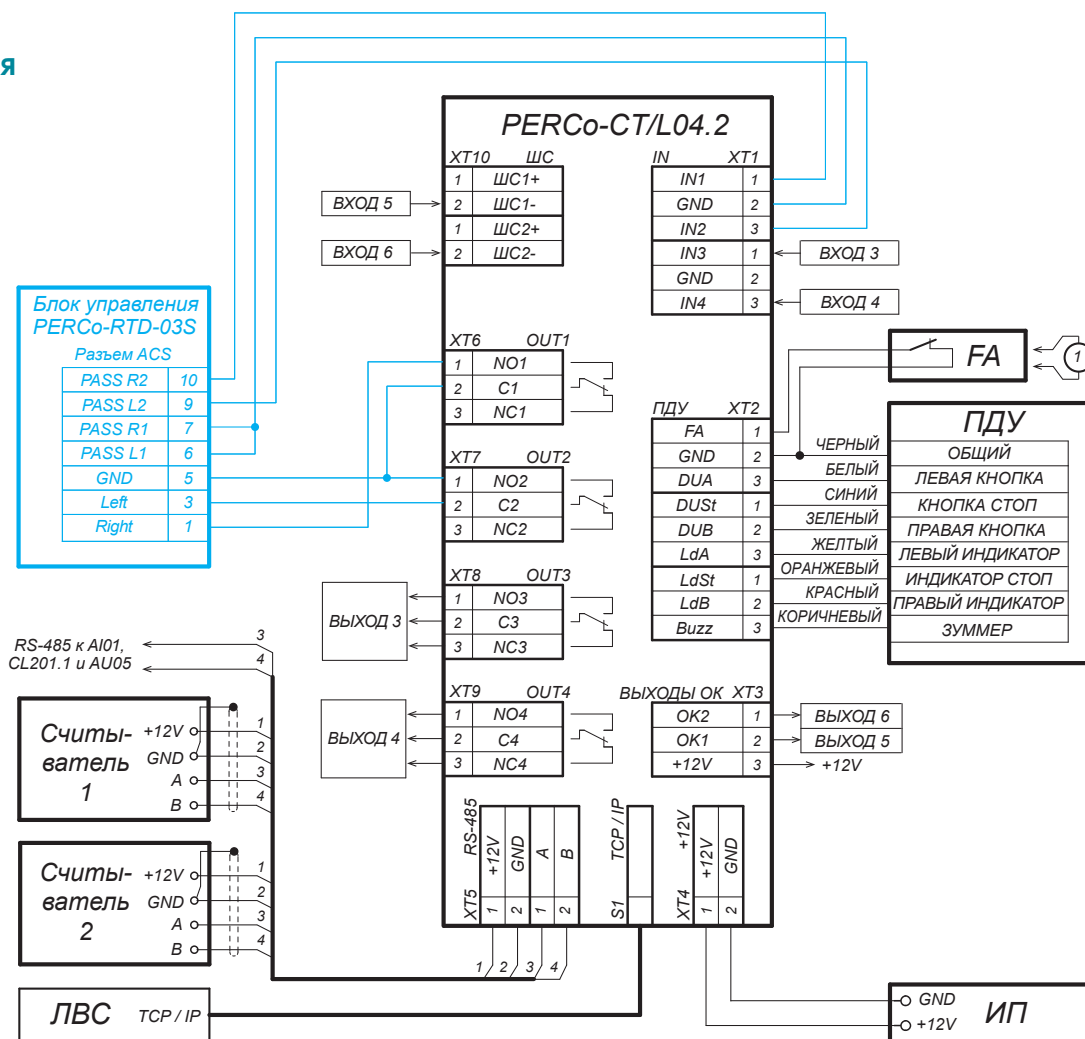 я
PERCo-CT/L04.2
XT10 ШС
1 ШС1+
2 ШС1-
1 ШС2+
2 ШС2-
ВХОД 5
ВХОД 6
IN XT1
IN1 1
GND 2
IN2 3
IN3 1
GND 2
IN4 3
ВХОД 3
ВХОД 4
Блок управления
PERCo-RTD-03S
Разъем ACS
PASS R2 10
PASS L2 9
PASS R1 7
PASS L1 6
GND 5
Left 3
Right 1
XT6 OUT1
1 NO1
2 C1
3 NC1
XT7 OUT2
1 NO2
2 C2
3 NC2
XT8 OUT3
1 NO3
2 C3
3 NC3
ВЫХОД 3
XT9 OUT4
1 NO4
2 C4
3 NC4
ВЫХОД 4
FA
1
ПДУ XT2
FA 1
GND 2
DUA 3
DUSt 1
DUB 2
LdA 3
LdSt 1
LdB 2
Buzz 3
ЧЕРНЫЙ
БЕЛЫЙ
СИНИЙ
ЗЕЛЕНЫЙ
ЖЕЛТЫЙ
ОРАНЖЕВЫЙ
КРАСНЫЙ
КОРИЧНЕВЫЙ
ПДУ
ОБЩИЙ
ЛЕВАЯ КНОПКА
КНОПКА СТОП
ПРАВАЯ КНОПКА
ЛЕВЫЙ ИНДИКАТОР
ИНДИКАТОР СТОП
ПРАВЫЙ ИНДИКАТОР
ЗУММЕР
ВЫХОДЫ ОК XT3
OK2 1
OK1 2
+12V 3
ВЫХОД 6
ВЫХОД 5
+12V
RS-485 к AI01,
CL201.1 и AU05
3
4
Считы-
ватель
1
+12V 1
GND 2
A 3
B 4
Считы-
ватель
2
+12V 1
GND 2
A 3
B 4
XT5 RS-485
1 +12V
2 GND
1 A
2 B
S1 TCP / IP
XT4 +12V
1 +12V
2 GND
1 2 3 4
ЛВС TCP / IP
GND
+12V
ИП